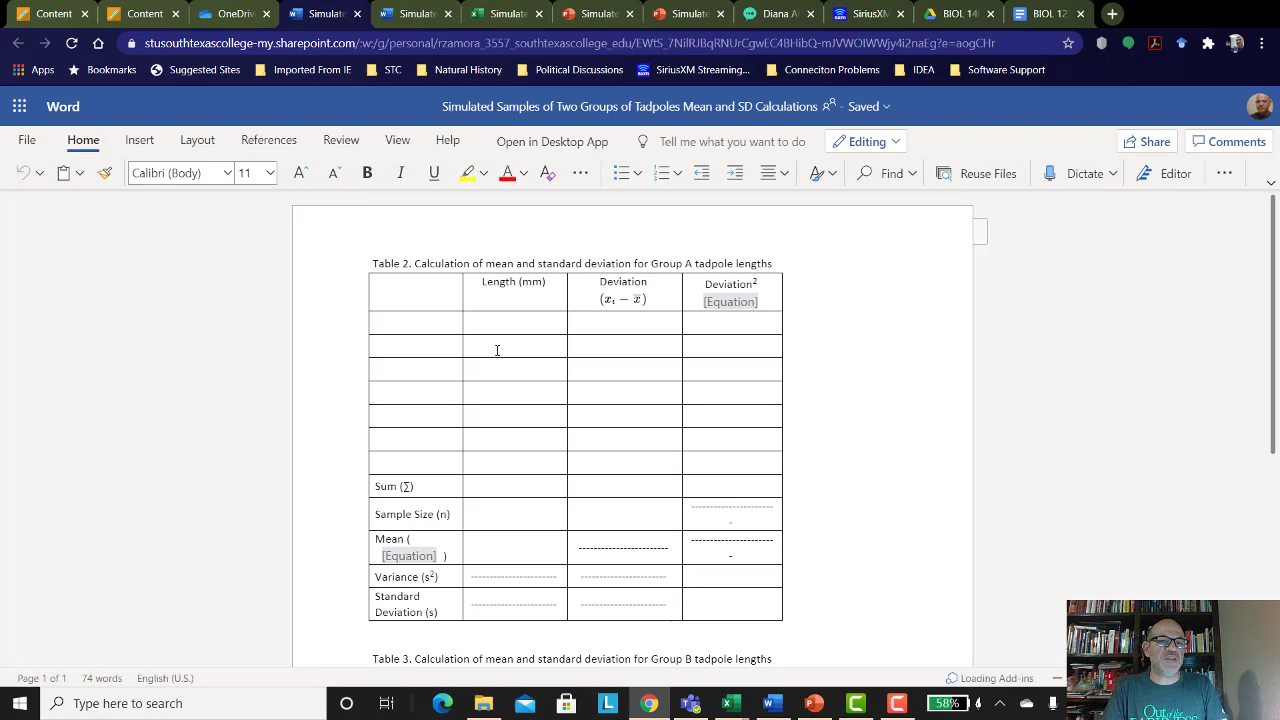 Content
Content
OneDriv
Simulate
Simulate
Simulate
Simulate
Simulate
Diana A
SiriusXM
BIOL 14
BIOL 12
stusouthtexascollege-my.sharepoint.com/:w:/g/personal/rzamora_3557_southtexascollege_edu/EWtS_7NilRJBqRNUrCgwEC4BHibQ-mJVWOIWWjy4i2naEg?e=aogCHr
Apps
Bookmarks
Suggested Sites
Imported From IE
STC
Natural History
Political Discussions
SiriusXM Streaming...
Conneciton Problems
IDEA
Software Support
Word
Simulated Samples of Two Groups of Tadpoles Mean and SD Calculations - Saved
File
Home
Insert
Layout
References
Review
View
Help
Open in Desktop App
Tell me what you want to do
Editing
Share
Comments
Calibri (Body)
11
Find
Reuse Files
Dictate
Editor
Table 2. Calculation of mean and standard deviation for Group A tadpole lengths
Length (mm)
Deviation
(xᵢ − x̅)
Deviation²
[Equation]
Sum (∑)
Sample Size (n)
Mean (
[Equation] )
Variance (s²)
Standard
Deviation (s)
Table 3. Calculation of mean and standard deviation for Group B tadpole lengths
Page 1 of 1
74 words
English (U.S.)
Loading Add-ins
Type here to search
58%
Out of the